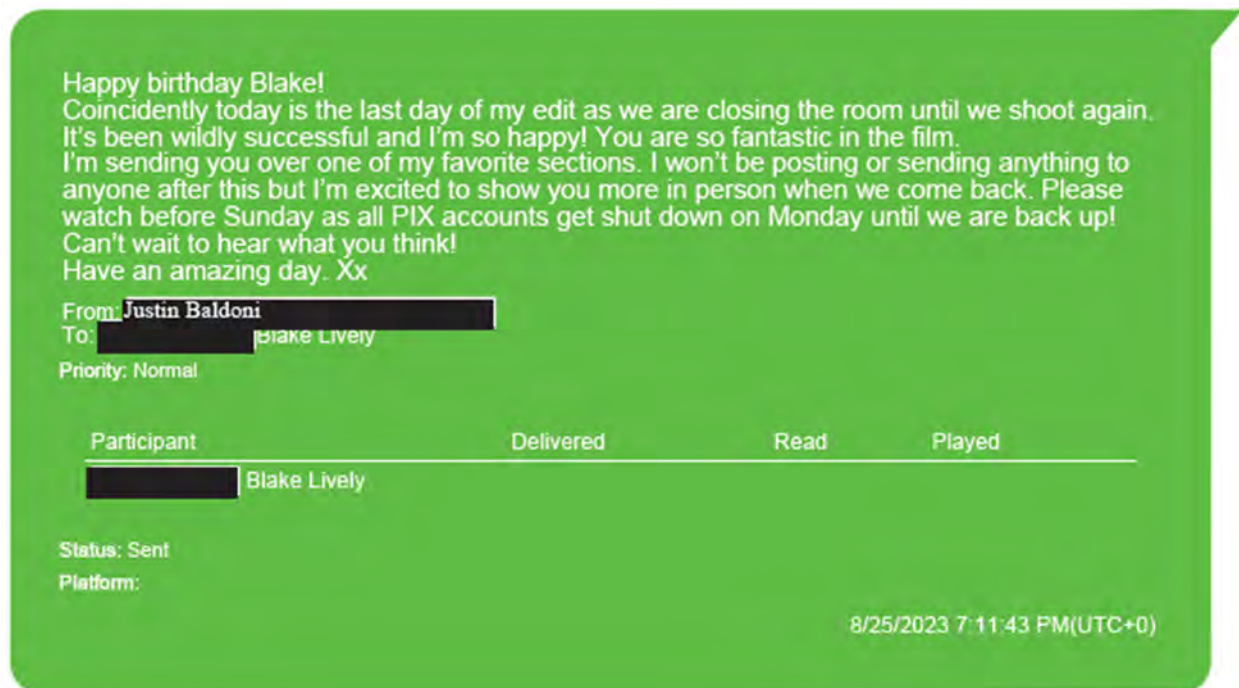 Happy birthday Blake!
Coincidently today is the last day of my edit as we are closing the room until we shoot again.
It's been wildly successful and I'm so happy! You are so fantastic in the film.
I'm sending you over one of my favorite sections. I won't be posting or sending anything to
anyone after this but I'm excited to show you more in person when we come back. Please
watch before Sunday as all PIX accounts get shut down on Monday until we are back up!
Can't wait to hear what you think!
Have an amazing day. Xx
From: Justin Baldoni
To: Blake Lively
Priority: Normal
Participant Delivered Read Played
Blake Lively
Status: Sent
Platform:
8/25/2023 7:11:43 PM(UTC+0)